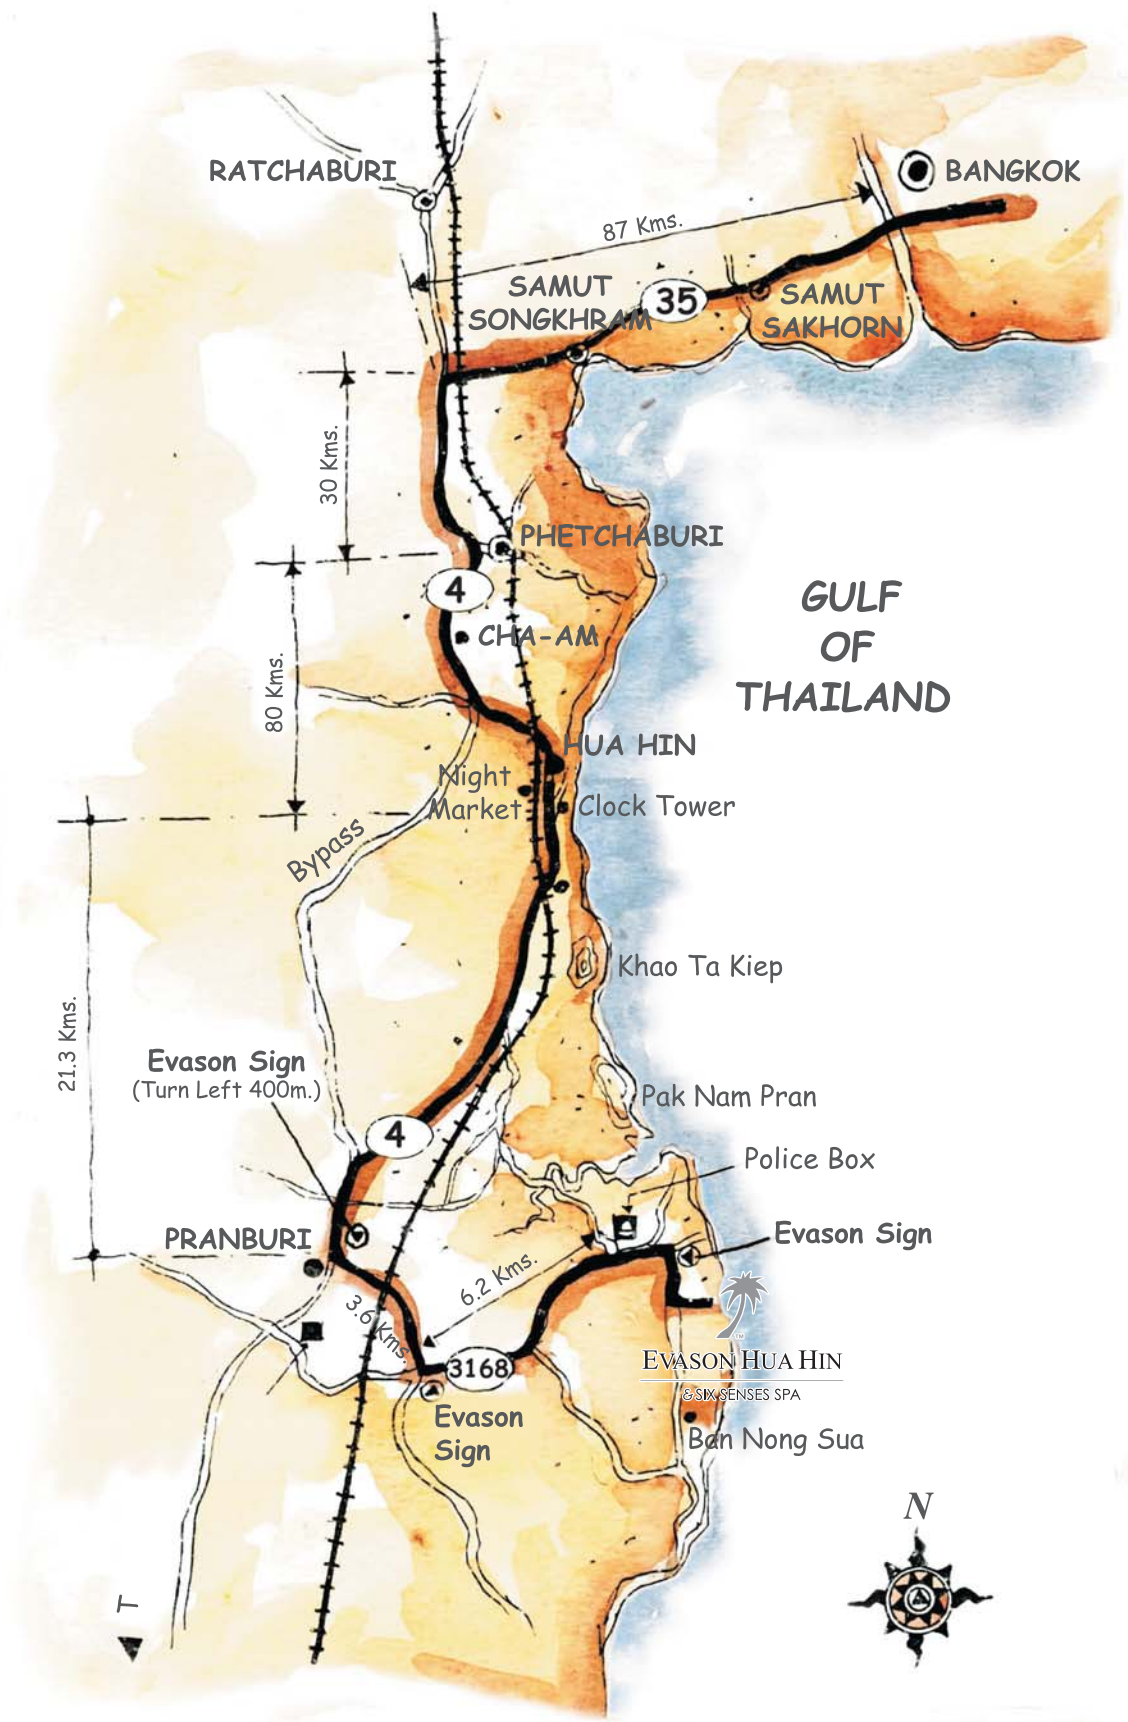 RATCHABURI
BANGKOK
87 Kms.
SAMUT
SONGKHRAM
35
SAMUT
SAKHORN
30 Kms.
PHETCHABURI
4
CHA-AM
GULF
OF
THAILAND
80 Kms.
HUA HIN
Night
Market
Clock Tower
Bypass
Khao Ta Kiep
21.3 Kms.
Evason Sign
(Turn Left 400m.)
Pak Nam Pran
4
Police Box
PRANBURI
Evason Sign
6.2 Kms.
3.6 Kms.
TM
3168
EVASON HUA HIN
& SIX SENSES SPA
Evason
Sign
Ban Nong Sua
N
T